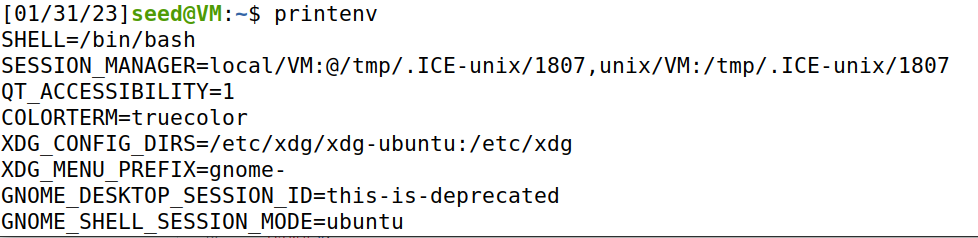 [01/31/23]seed@VM:~$ printenv
SHELL=/bin/bash
SESSION_MANAGER=local/VM:@/tmp/.ICE-unix/1807,unix/VM:/tmp/.ICE-unix/1807
QT_ACCESSIBILITY=1
COLORTERM=truecolor
XDG_CONFIG_DIRS=/etc/xdg/xdg-ubuntu:/etc/xdg
XDG_MENU_PREFIX=gnome-
GNOME_DESKTOP_SESSION_ID=this-is-deprecated
GNOME_SHELL_SESSION_MODE=ubuntu